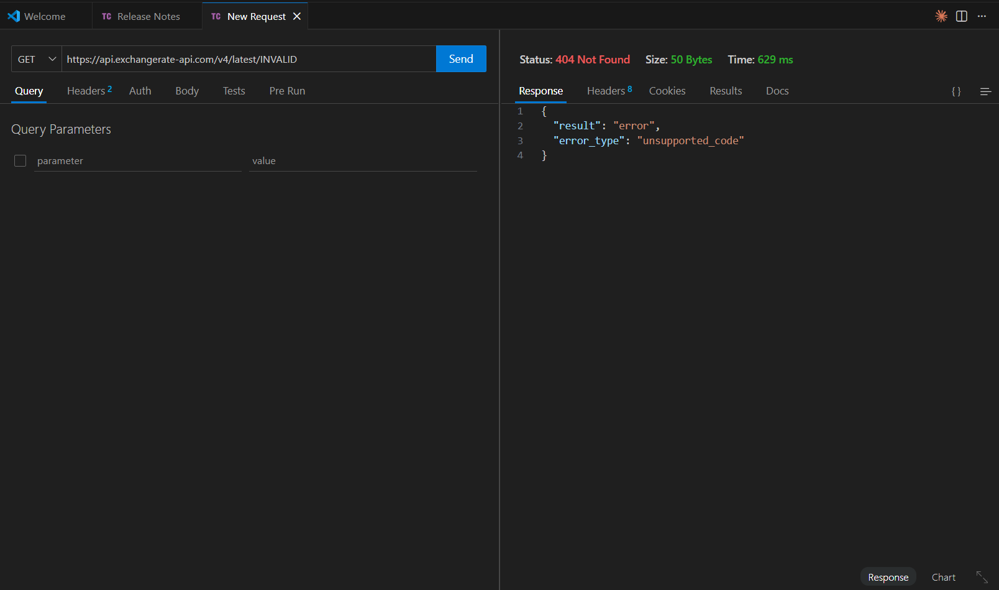 Welcome
TC Release Notes
TC New Request
GET https://api.exchangerate-api.com/v4/latest/INVALID Send
Query Headers 2 Auth Body Tests Pre Run
Query Parameters
parameter value
Status: 404 Not Found Size: 50 Bytes Time: 629 ms
Response Headers 8 Cookies Results Docs { }
1 {
2 "result": "error",
3 "error_type": "unsupported_code"
4 }
Response Chart